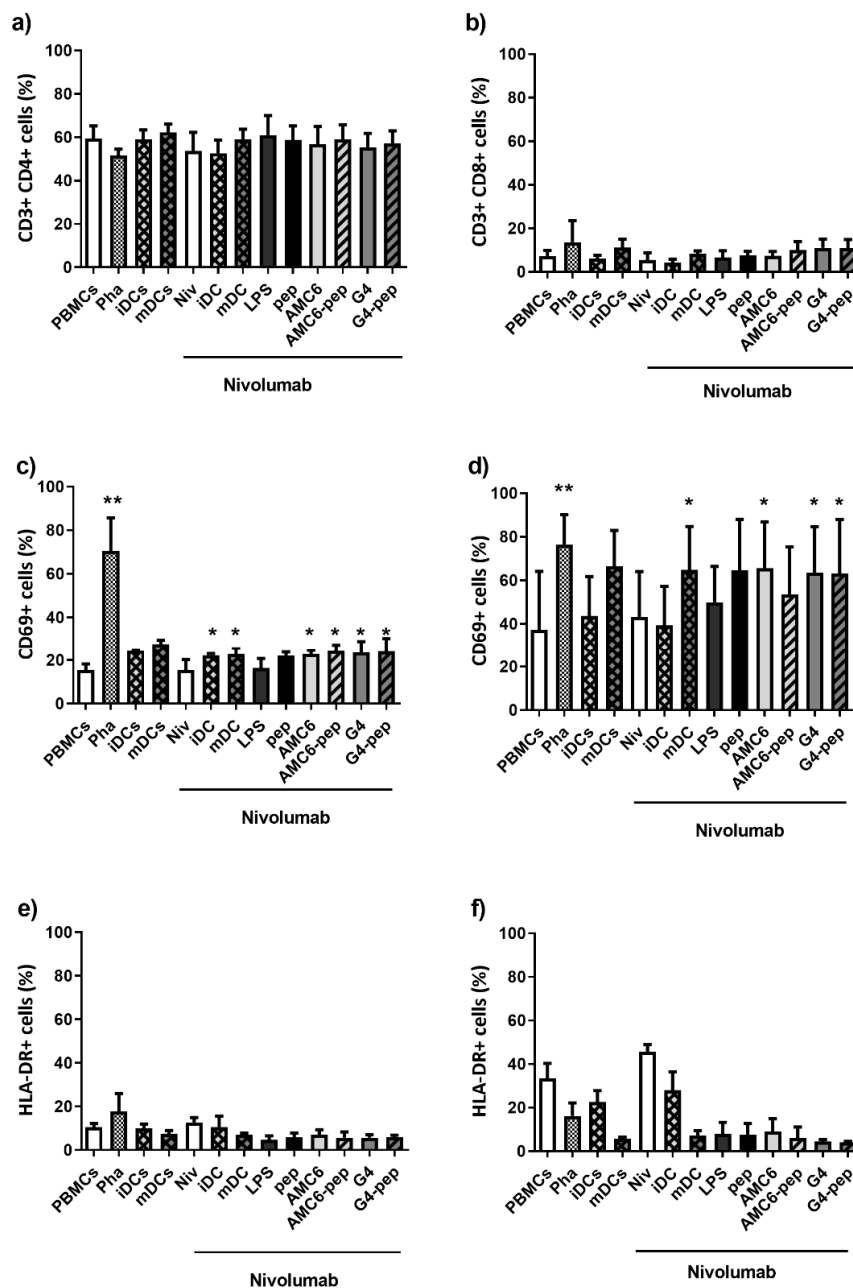 a)
CD3+ CD4+ cells (%)
100
80
60
40
20
0
PBMCs
Pha
iDCs
mDCs
Niv
iDC
mDC
LPS
pep
AMC6
AMC6-pep
G4
G4-pep
Nivolumab
b)
CD3+ CD8+ cells (%)
100
80
60
40
20
0
PBMCs
Pha
iDCs
mDCs
Niv
iDC
mDC
LPS
pep
AMC6
AMC6-pep
G4
G4-pep
Nivolumab
c)
CD69+ cells (%)
100
80
60
40
20
0
**
* * * * * *
PBMCs
Pha
iDCs
mDCs
Niv
iDC
mDC
LPS
pep
AMC6
AMC6-pep
G4
G4-pep
Nivolumab
d)
CD69+ cells (%)
100
80
60
40
20
0
** * * * *
PBMCs
Pha
iDCs
mDCs
Niv
iDC
mDC
LPS
pep
AMC6
AMC6-pep
G4
G4-pep
Nivolumab
e)
HLA-DR+ cells (%)
100
80
60
40
20
0
PBMCs
Pha
iDCs
mDCs
Niv
iDC
mDC
LPS
pep
AMC6
AMC6-pep
G4
G4-pep
Nivolumab
f)
HLA-DR+ cells (%)
100
80
60
40
20
0
PBMCs
Pha
iDCs
mDCs
Niv
iDC
mDC
LPS
pep
AMC6
AMC6-pep
G4
G4-pep
Nivolumab